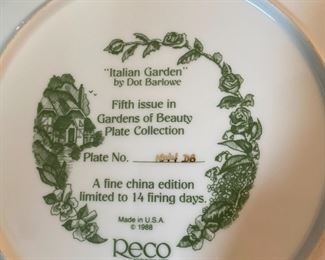 "Italian Garden"
by Dot Barlowe
Fifth issue in
Gardens of Beauty
Plate Collection
Plate No.
A fine china edition
limited to 14 firing days.
Made in U.S.A.
© 1988
Reco